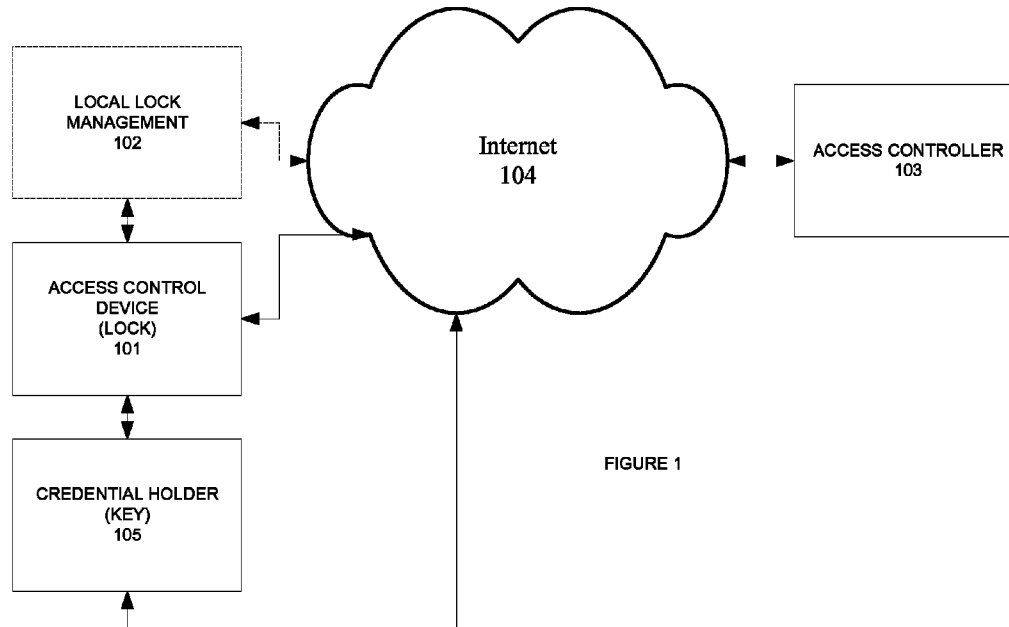 LOCAL LOCK
MANAGEMENT
102
Internet
104
ACCESS CONTROLLER
103
ACCESS CONTROL
DEVICE
(LOCK)
101
CREDENTIAL HOLDER
(KEY)
105
FIGURE 1